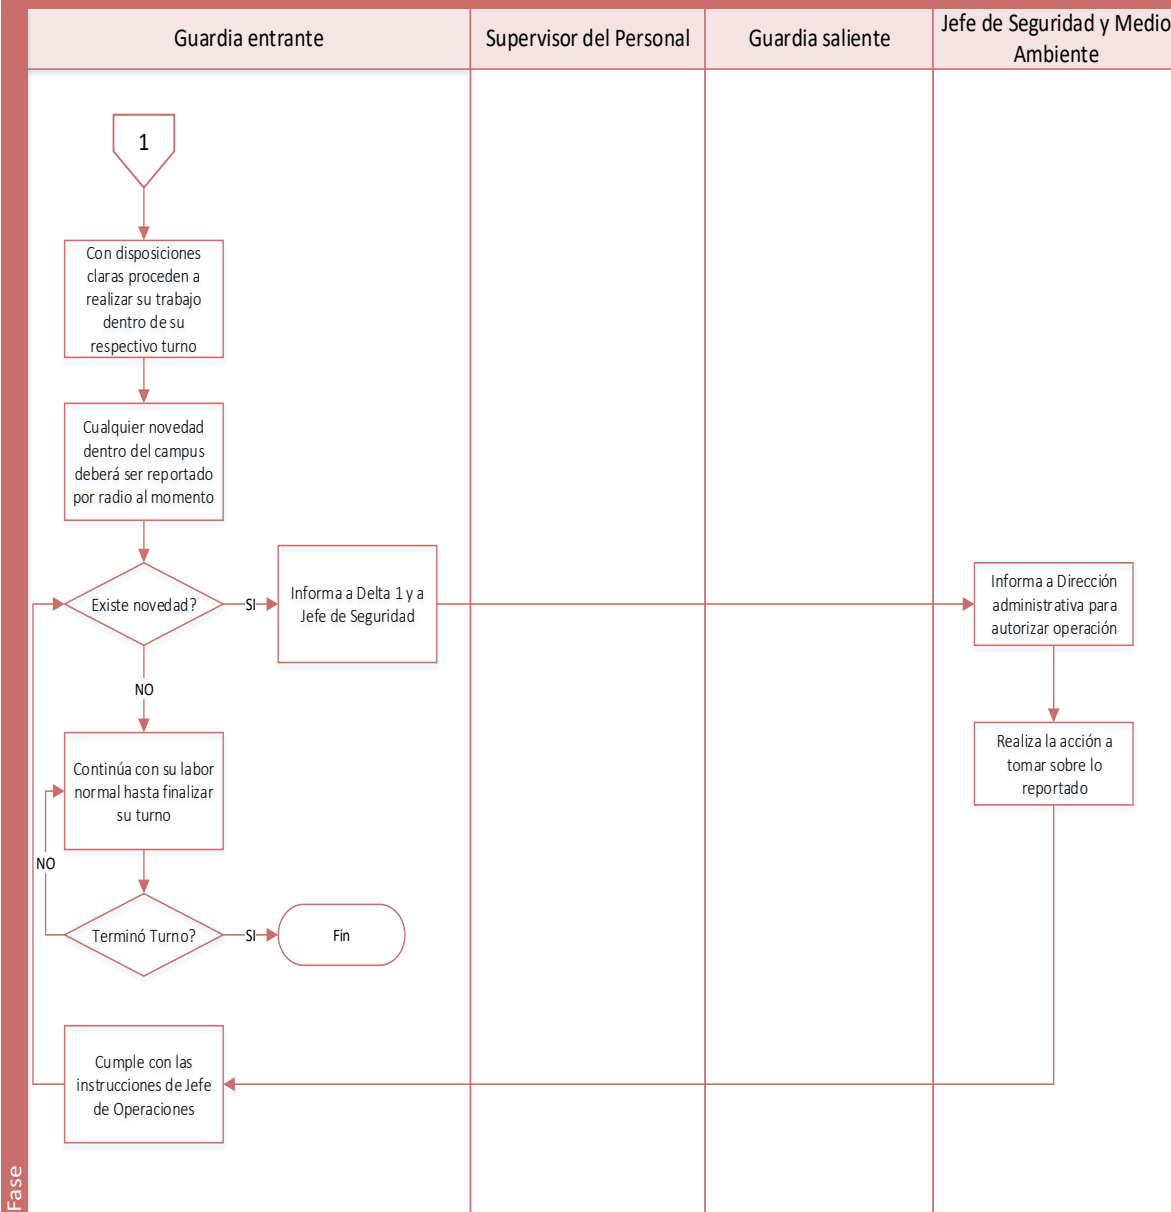 Guardia entrante
Supervisor del Personal
Guardia saliente
Jefe de Seguridad y Medio
Ambiente
1
Con disposiciones
claras proceden a
realizar su trabajo
dentro de su
respectivo turno
Cualquier novedad
dentro del campus
deberá ser reportado
por radio al momento
Existe novedad?
SI
Informa a Delta 1 y a
Jefe de Seguridad
Informa a Dirección
administrativa para
autorizar operación
NO
Realiza la acción a
tomar sobre lo
reportado
Continúa con su labor
normal hasta finalizar
su turno
NO
Terminó Turno?
SI
Fin
Cumple con las
instrucciones de Jefe
de Operaciones
Fase